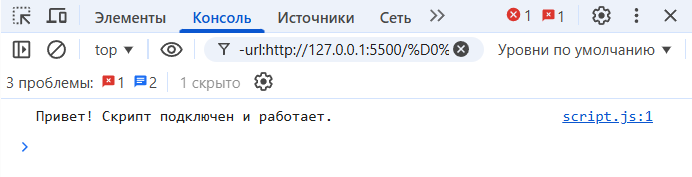 Элементы Консоль Источники Сеть 1 1
top -url:http://127.0.0.1:5500/%D0% Уровни по умолчанию
3 проблемы: 1 2 1 скрыто
Привет! Скрипт подключен и работает. script.js:1